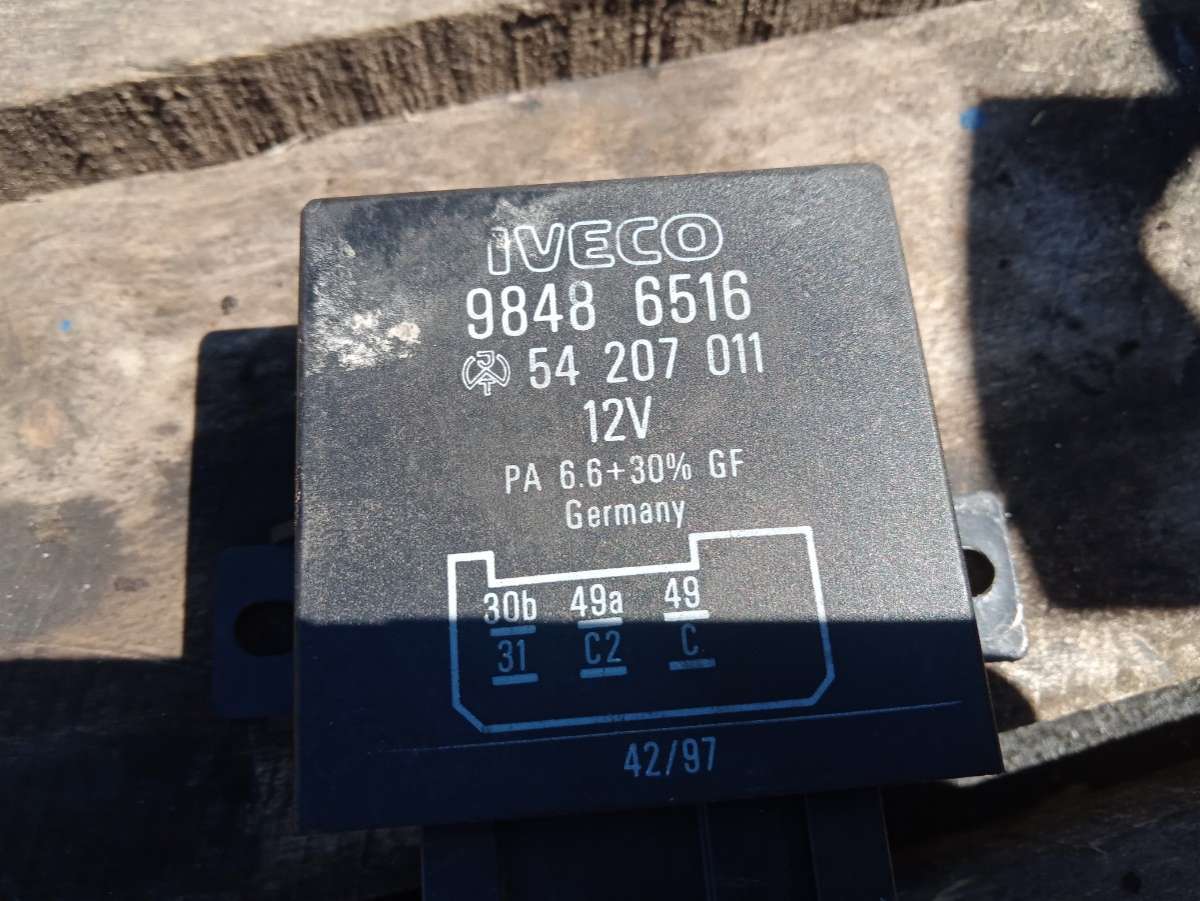 IVECO
9848 6516
54 207 011
12V
PA 6.6+30% GF
Germany
30b 49a 49
31 C2 C
42/97